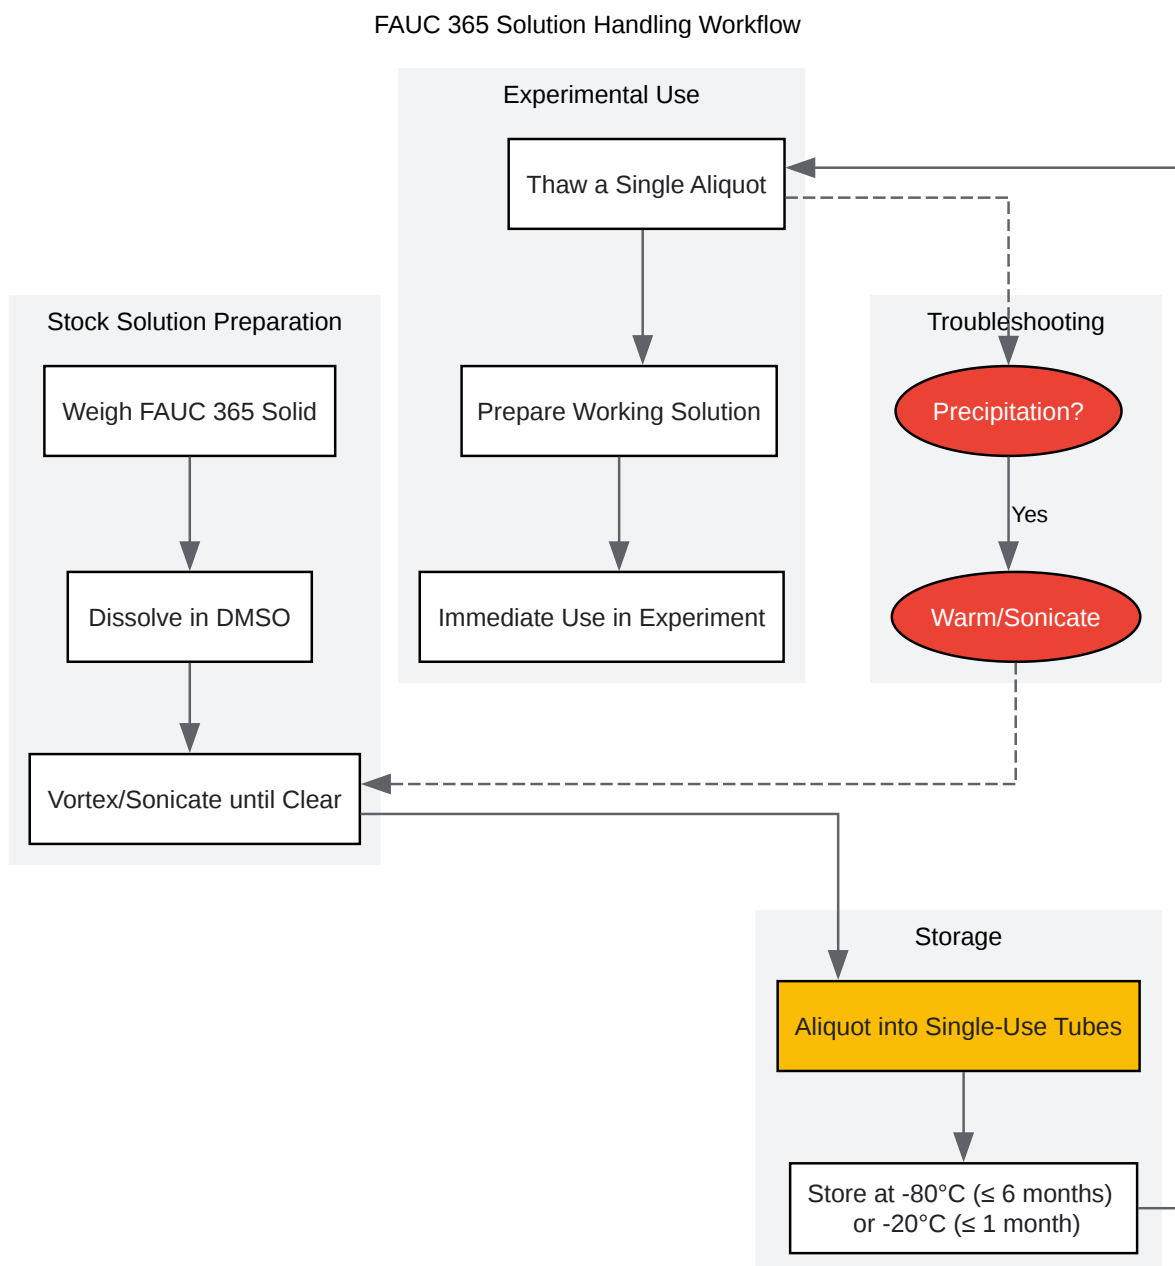 FAUC 365 Solution Handling Workflow
Experimental Use
Thaw a Single Aliquot
Prepare Working Solution
Immediate Use in Experiment
Stock Solution Preparation
Weigh FAUC 365 Solid
Dissolve in DMSO
Vortex/Sonicate until Clear
Troubleshooting
Precipitation?
Yes
Warm/Sonicate
Storage
Aliquot into Single-Use Tubes
Store at -80°C (≤ 6 months)
or -20°C (≤ 1 month)